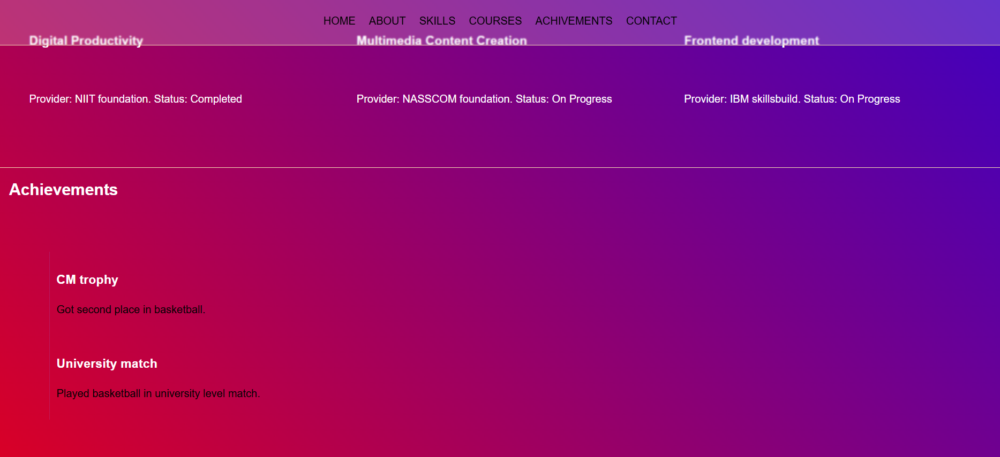 HOME ABOUT SKILLS COURSES ACHIVEMENTS CONTACT
Digital Productivity Multimedia Content Creation Frontend development
Provider: NIIT foundation. Status: Completed Provider: NASSCOM foundation. Status: On Progress Provider: IBM skillsbuild. Status: On Progress
Achievements
CM trophy
Got second place in basketball.
University match
Played basketball in university level match.